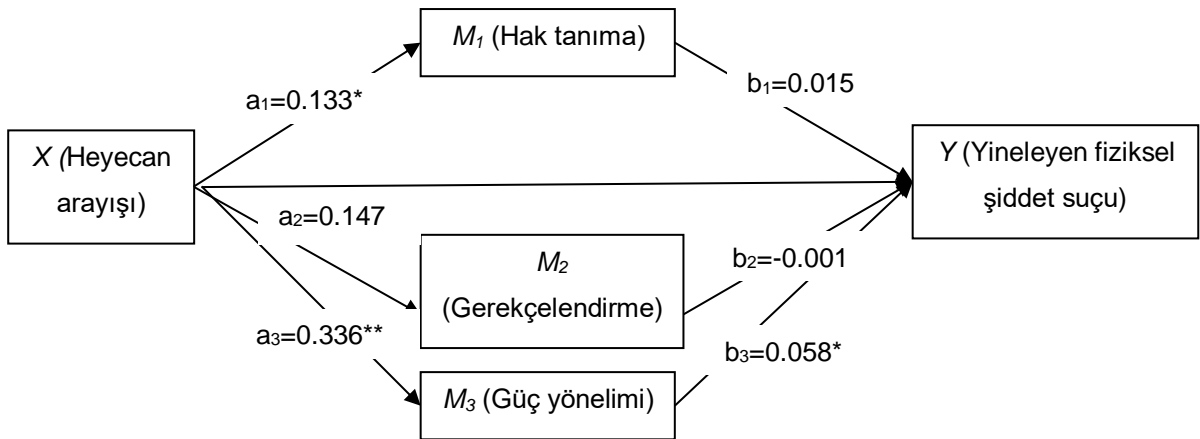 M₁ (Hak tanıma)
a₁=0.133*
b₁=0.015
X (Heyecan
arayışı)
Y (Yineleyen fiziksel
şiddet suçu)
a₂=0.147
M₂
(Gerekçelendirme)
b₂=-0.001
a₃=0.336**
b₃=0.058*
M₃ (Güç yönelimi)